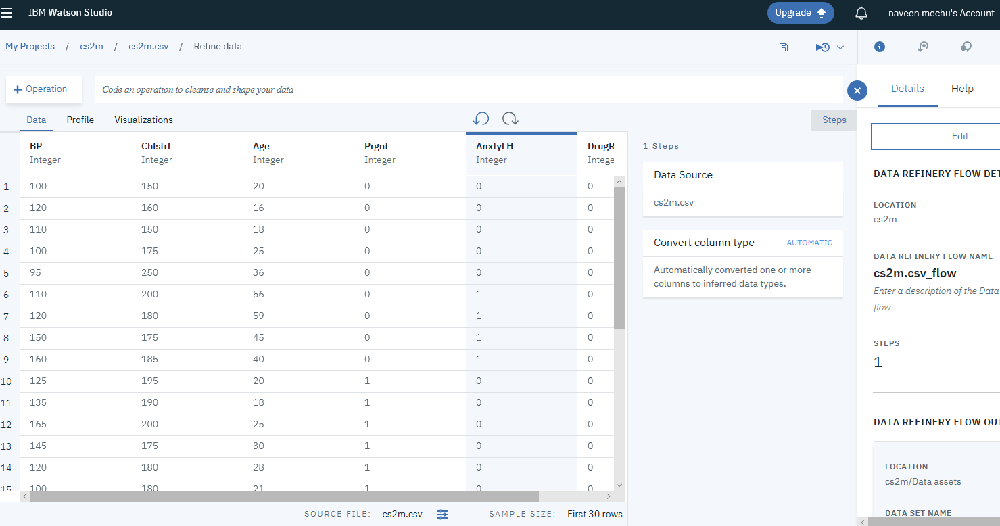 IBM Watson Studio
Upgrade
naveen mechu's Account
My Projects / cs2m / cs2m.csv / Refine data
Operation
Code an operation to cleanse and shape your data
Details Help
Data Profile Visualizations
Steps
BP Chlstrl Age Prgnt AnxtyLH DrugR
Integer Integer Integer Integer Integer Intege
1 100 150 20 0 0 0
2 120 160 16 0 0 0
3 110 150 18 0 0 0
4 100 175 25 0 0 0
5 95 250 36 0 0 0
6 110 200 56 0 1 0
7 120 180 59 0 1 0
8 150 175 45 0 1 0
9 160 185 40 0 1 0
10 125 195 20 1 0 0
11 135 190 18 1 0 0
12 165 200 25 1 0 0
13 145 175 30 1 0 0
14 120 180 28 1 0 0
15 100 180 21 1 0 0
SOURCE FILE: cs2m.csv
SAMPLE SIZE: First 30 rows
1 Steps
Data Source
cs2m.csv
Convert column type AUTOMATIC
Automatically converted one or more
columns to inferred data types.
Edit
DATA REFINERY FLOW DET
LOCATION
cs2m
DATA REFINERY FLOW NAME
cs2m.csv_flow
Enter a description of the Data
flow
STEPS
1
DATA REFINERY FLOW OUT
LOCATION
cs2m/Data assets
DATA SET NAME